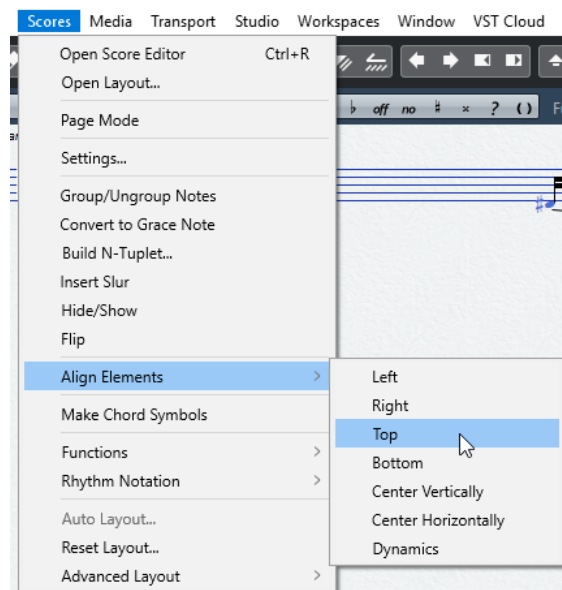 Scores Media Transport Studio Workspaces Window VST Cloud
Open Score Editor Ctrl+R
Open Layout...
Page Mode
off no ? ( )
Settings...
Group/Ungroup Notes
Convert to Grace Note
Build N-Tuplet...
Insert Slur
Hide/Show
Flip
Align Elements
Left
Right
Make Chord Symbols
Top
Functions
Bottom
Rhythm Notation
Center Vertically
Auto Layout...
Center Horizontally
Reset Layout...
Dynamics
Advanced Layout